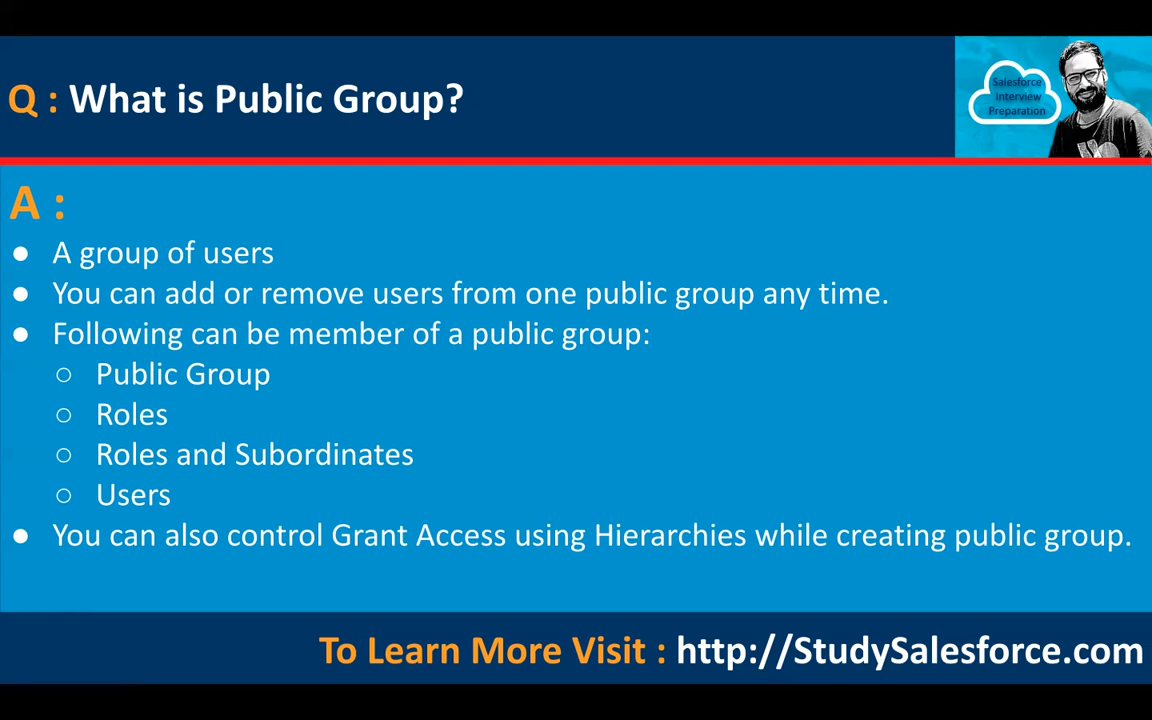 Q : What is Public Group?
Salesforce
Interview
Preparation
A :
● A group of users
● You can add or remove users from one public group any time.
● Following can be member of a public group:
○ Public Group
○ Roles
○ Roles and Subordinates
○ Users
● You can also control Grant Access using Hierarchies while creating public group.
To Learn More Visit : http://StudySalesforce.com